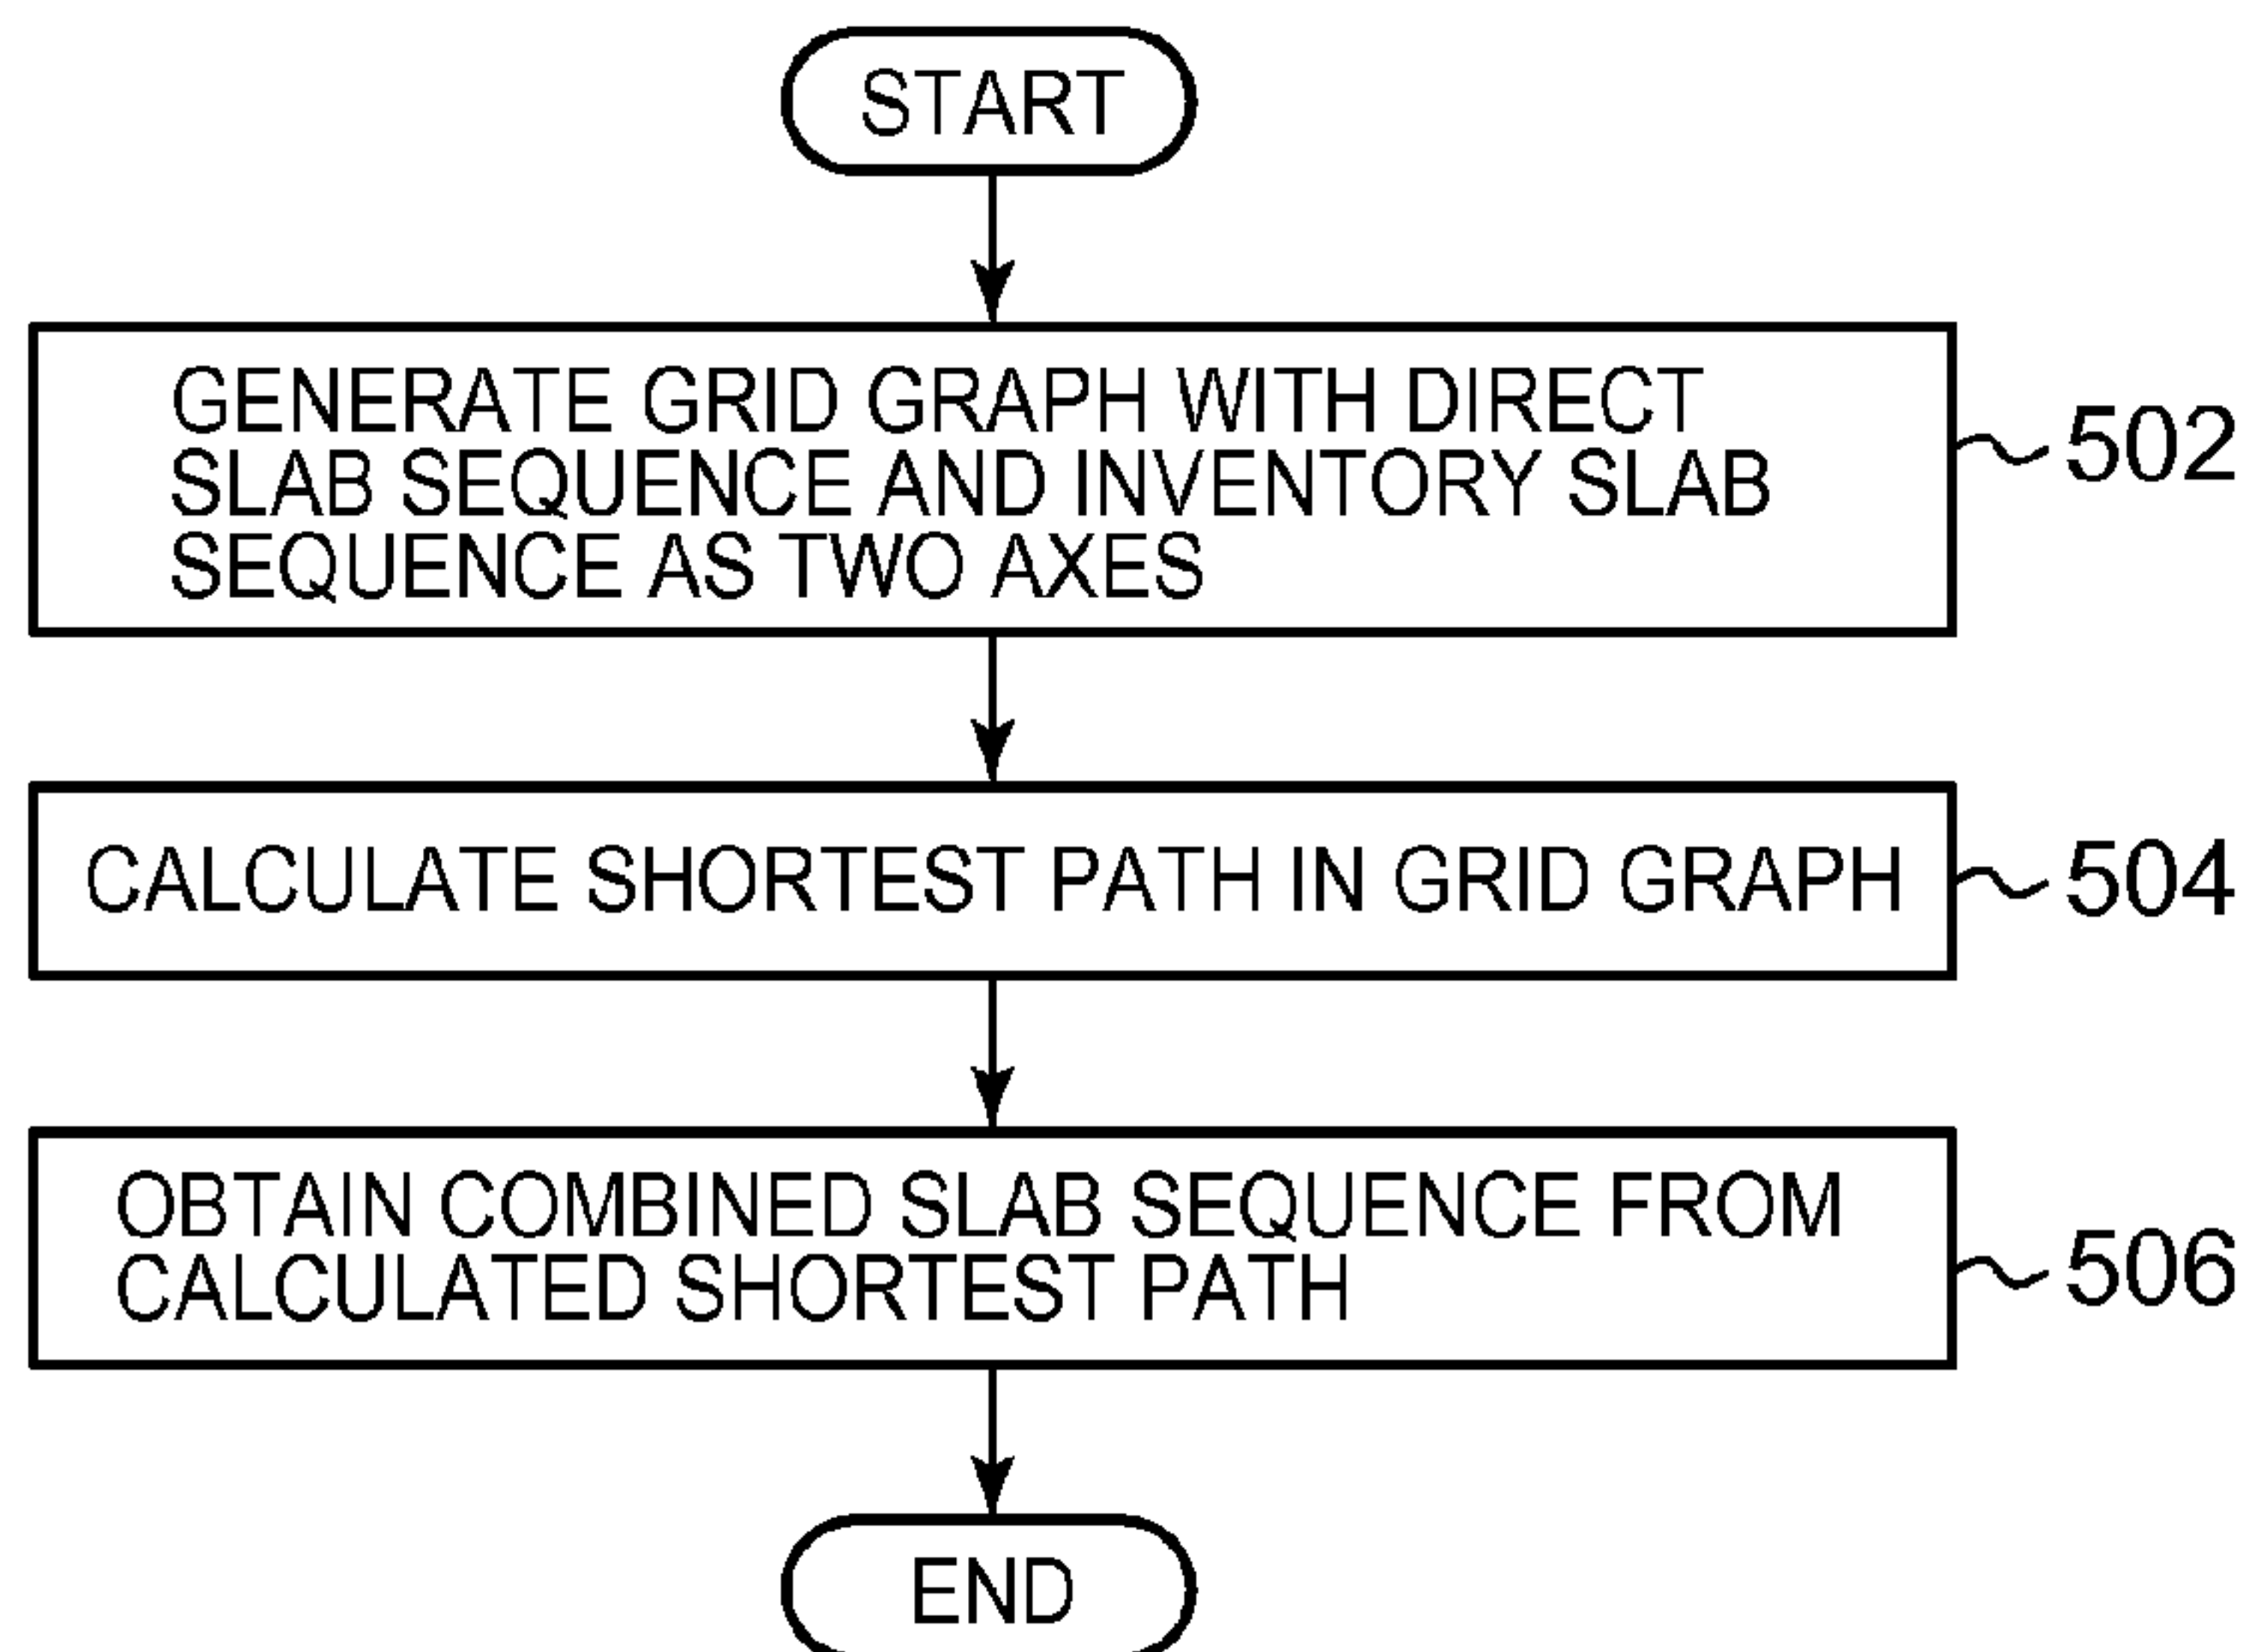 START
GENERATE GRID GRAPH WITH DIRECT
SLAB SEQUENCE AND INVENTORY SLAB
SEQUENCE AS TWO AXES
502
CALCULATE SHORTEST PATH IN GRID GRAPH
504
OBTAIN COMBINED SLAB SEQUENCE FROM
CALCULATED SHORTEST PATH
506
END